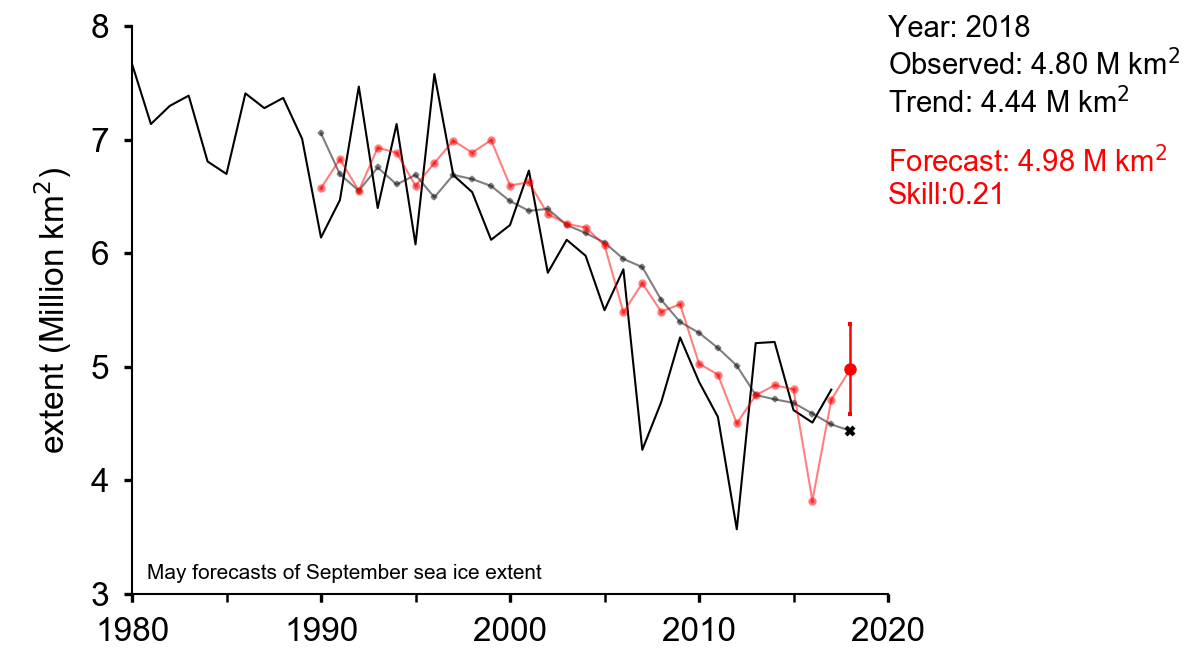 Year: 2018
Observed: 4.80 M km²
Trend: 4.44 M km²
Forecast: 4.98 M km²
Skill:0.21
extent (Million km²)
8
7
6
5
4
3
May forecasts of September sea ice extent
1980 1990 2000 2010 2020